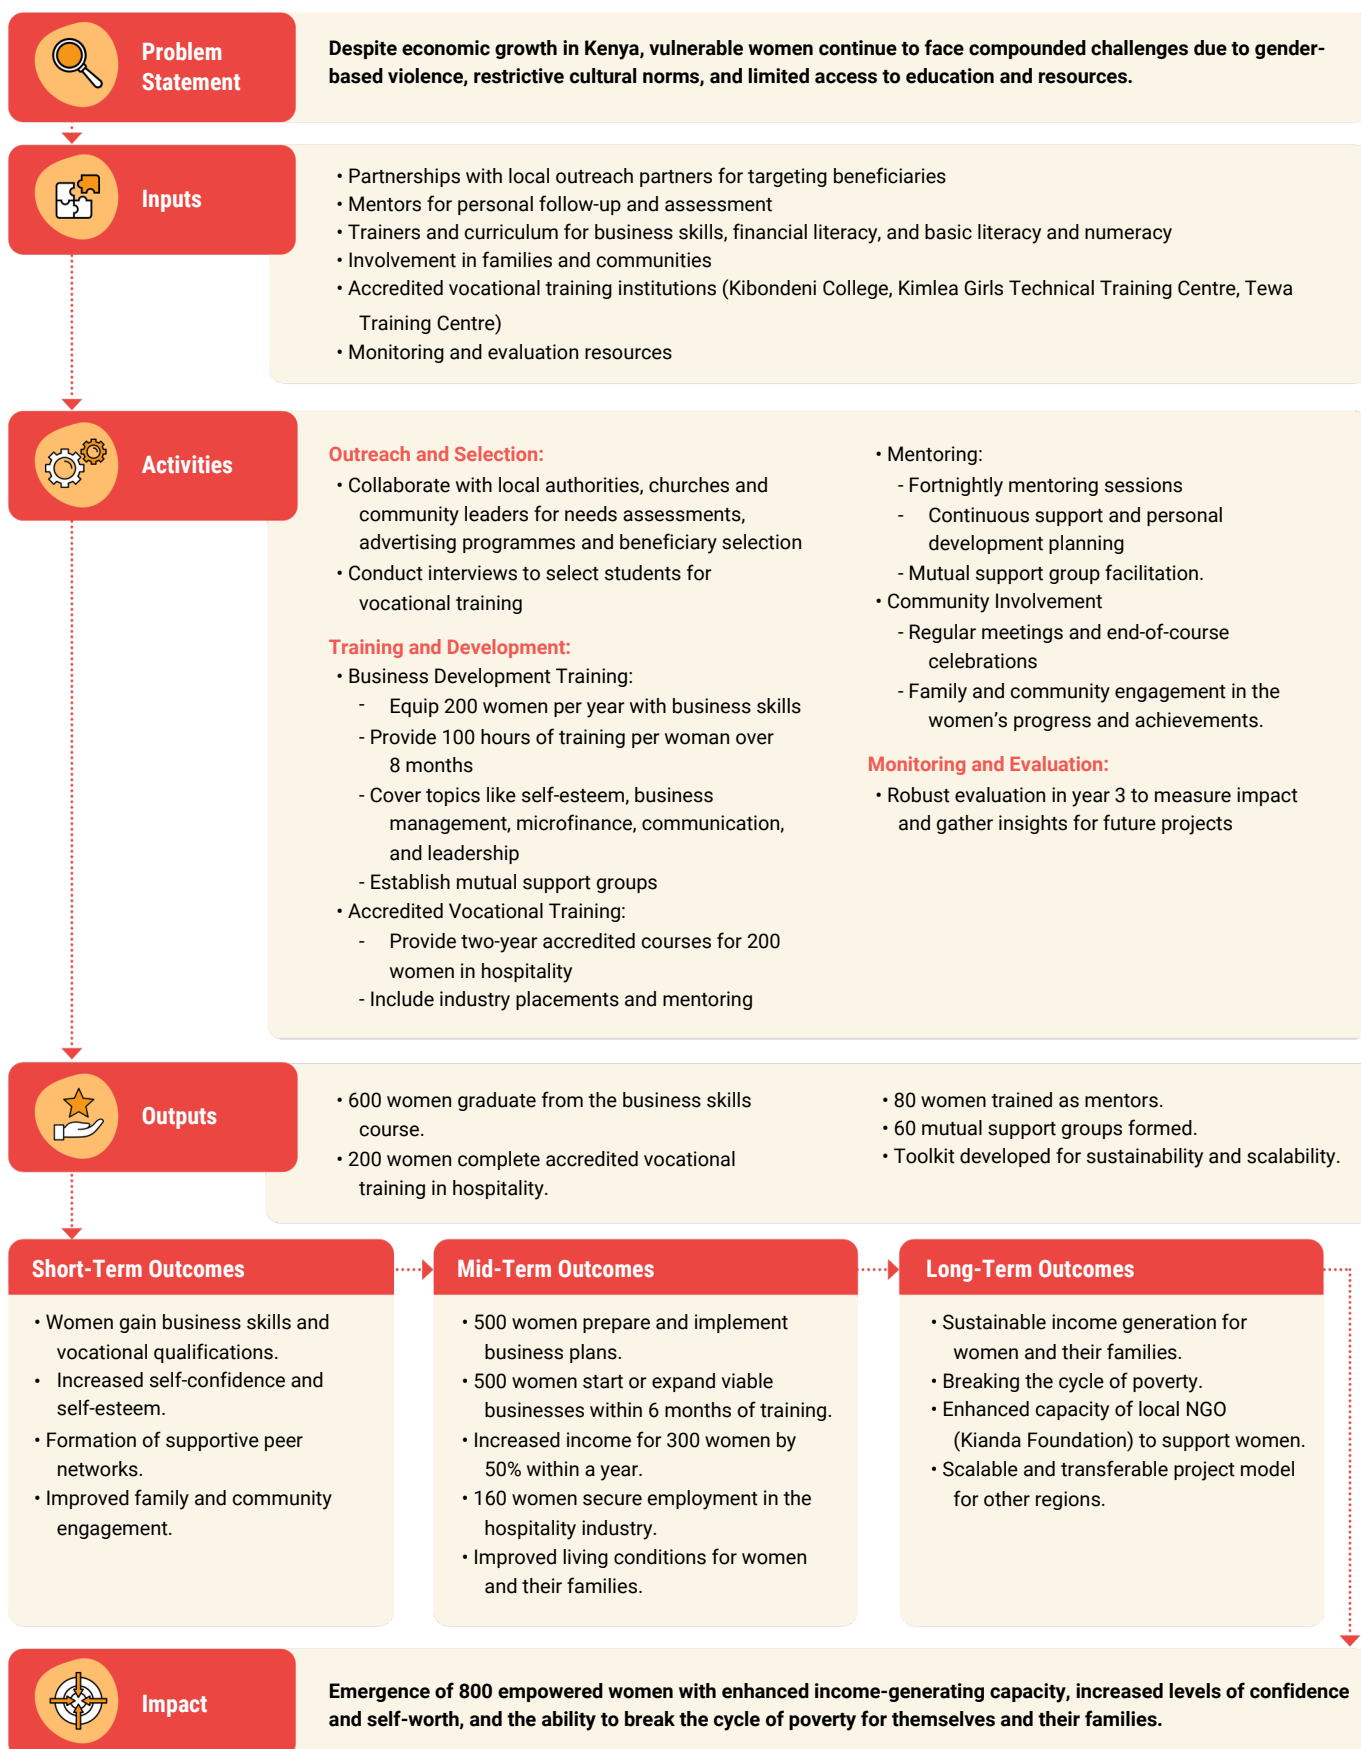 Problem
Statement
Despite economic growth in Kenya, vulnerable women continue to face compounded challenges due to gender-
based violence, restrictive cultural norms, and limited access to education and resources.
Inputs
• Partnerships with local outreach partners for targeting beneficiaries
• Mentors for personal follow-up and assessment
• Trainers and curriculum for business skills, financial literacy, and basic literacy and numeracy
• Involvement in families and communities
• Accredited vocational training institutions (Kibondeni College, Kimlea Girls Technical Training Centre, Tewa
Training Centre)
• Monitoring and evaluation resources
Activities
Outreach and Selection:
• Collaborate with local authorities, churches and
community leaders for needs assessments,
advertising programmes and beneficiary selection
• Conduct interviews to select students for
vocational training
Training and Development:
• Business Development Training:
- Equip 200 women per year with business skills
- Provide 100 hours of training per woman over
8 months
- Cover topics like self-esteem, business
management, microfinance, communication,
and leadership
- Establish mutual support groups
• Accredited Vocational Training:
- Provide two-year accredited courses for 200
women in hospitality
- Include industry placements and mentoring
• Mentoring:
- Fortnightly mentoring sessions
- Continuous support and personal
development planning
- Mutual support group facilitation.
• Community Involvement
- Regular meetings and end-of-course
celebrations
- Family and community engagement in the
women's progress and achievements.
Monitoring and Evaluation:
• Robust evaluation in year 3 to measure impact
and gather insights for future projects
Outputs
• 600 women graduate from the business skills
course.
• 200 women complete accredited vocational
training in hospitality.
• 80 women trained as mentors.
• 60 mutual support groups formed.
• Toolkit developed for sustainability and scalability.
Short-Term Outcomes
• Women gain business skills and
vocational qualifications.
• Increased self-confidence and
self-esteem.
• Formation of supportive peer
networks.
• Improved family and community
engagement.
Mid-Term Outcomes
• 500 women prepare and implement
business plans.
• 500 women start or expand viable
businesses within 6 months of training.
• Increased income for 300 women by
50% within a year.
• 160 women secure employment in the
hospitality industry.
• Improved living conditions for women
and their families.
Long-Term Outcomes
• Sustainable income generation for
women and their families.
• Breaking the cycle of poverty.
• Enhanced capacity of local NGO
(Kianda Foundation) to support women.
• Scalable and transferable project model
for other regions.
Impact
Emergence of 800 empowered women with enhanced income-generating capacity, increased levels of confidence
and self-worth, and the ability to break the cycle of poverty for themselves and their families.